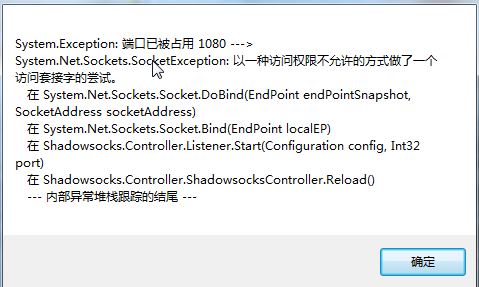 System.Exception: 端口已被占用 1080 --->
System.Net.Sockets.SocketException: 以一种访问权限不允许的方式做了一个
访问套接字的尝试。
在 System.Net.Sockets.Socket.DoBind(EndPoint endPointSnapshot,
SocketAddress socketAddress)
在 System.Net.Sockets.Socket.Bind(EndPoint localEP)
在 Shadowsocks.Controller.Listener.Start(Configuration config, Int32
port)
在 Shadowsocks.Controller.ShadowsocksController.Reload()
--- 内部异常堆栈跟踪的结尾 ---
确定